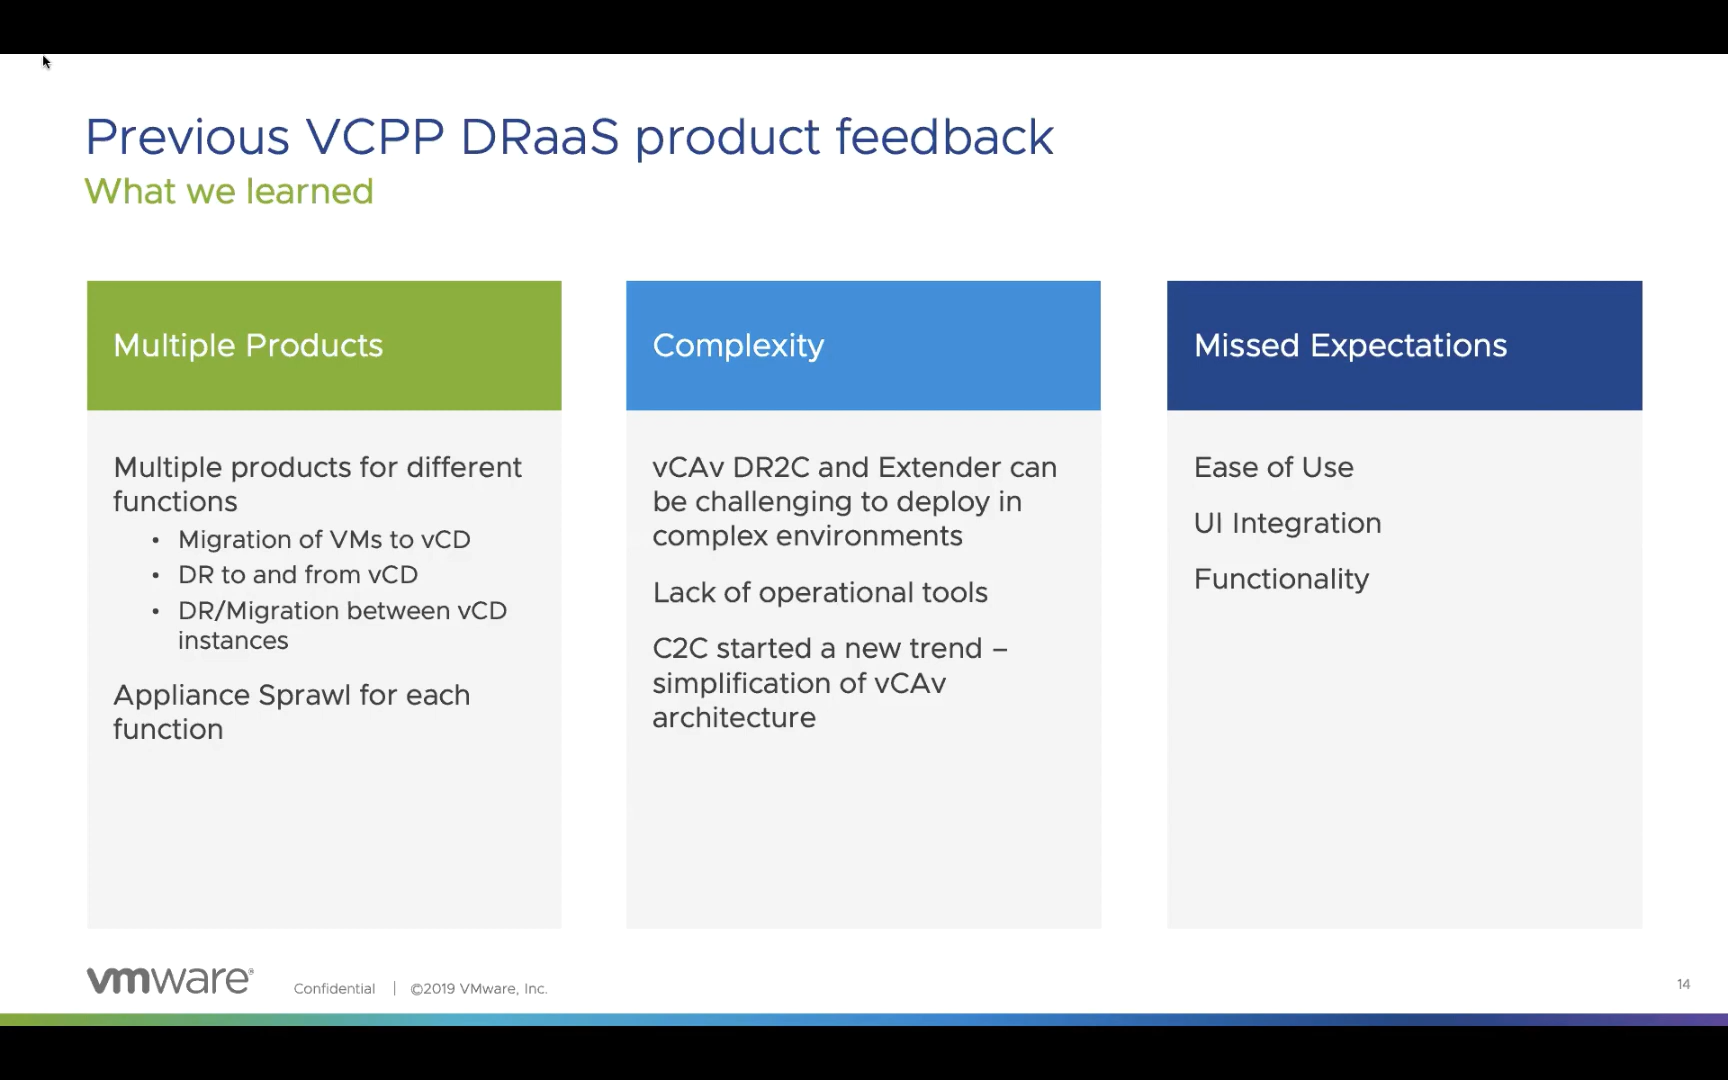 Previous VCPP DRaaS product feedback
What we learned
Multiple Products
Multiple products for different
functions
• Migration of VMs to vCD
• DR to and from vCD
• DR/Migration between vCD
instances
Appliance Sprawl for each
function
Complexity
vCAv DR2C and Extender can
be challenging to deploy in
complex environments
Lack of operational tools
C2C started a new trend –
simplification of vCAv
architecture
Missed Expectations
Ease of Use
UI Integration
Functionality
vmware®
Confidential | ©2019 VMware, Inc.
14